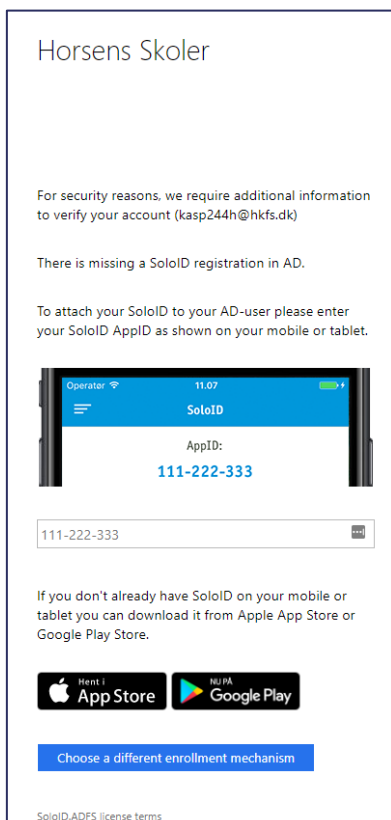 Horsens Skoler
For security reasons, we require additional information
to verify your account (kasp244h@hkfs.dk)
There is missing a SoloID registration in AD.
To attach your SoloID to your AD-user please enter
your SoloID AppID as shown on your mobile or tablet.
Operatør 11.07
SoloID
AppID:
111-222-333
111-222-333
If you don't already have SoloID on your mobile or
tablet you can download it from Apple App Store or
Google Play Store.
Hent i
App Store
NU PÅ
Google Play
Choose a different enrollment mechanism
SoloID.ADFS license terms